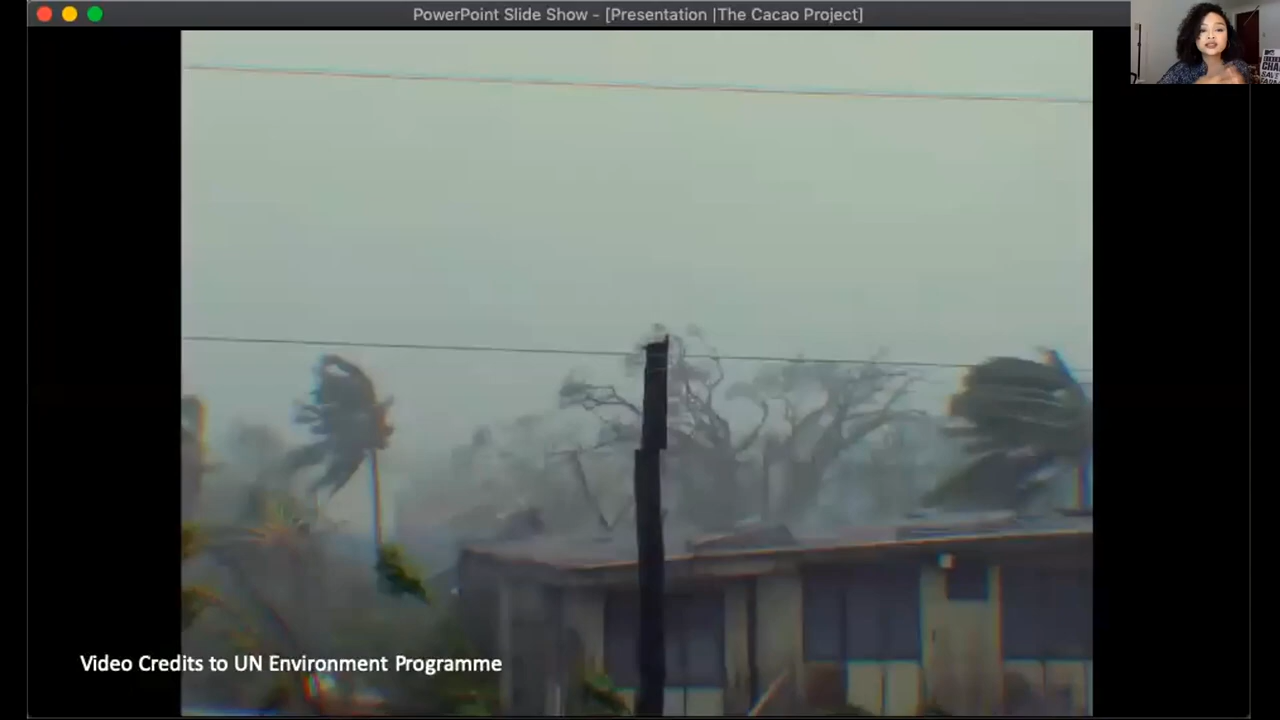 PowerPoint Slide Show - [Presentation |The Cacao Project]
Video Credits to UN Environment Programme